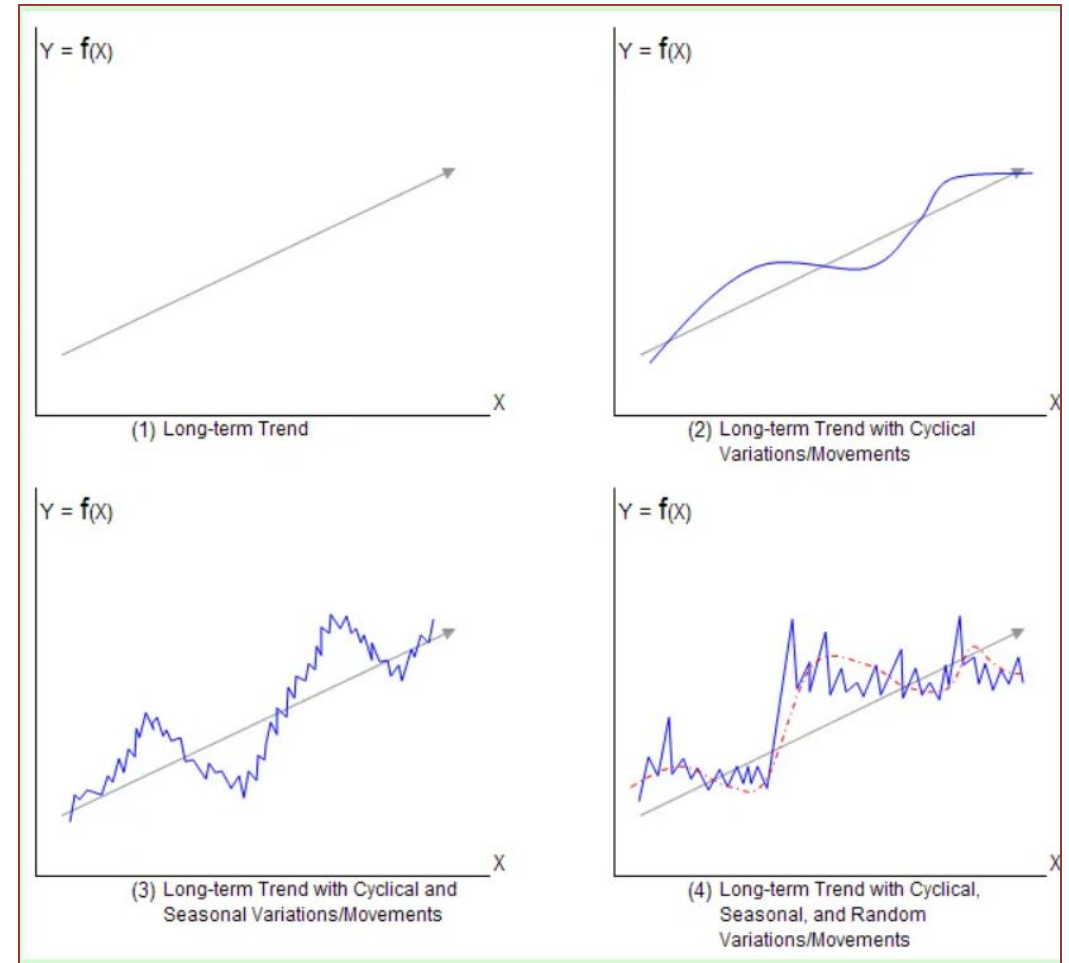 Y = f(X)
X
(1) Long-term Trend
Y = f(X)
X
(2) Long-term Trend with Cyclical
Variations/Movements
Y = f(X)
X
(3) Long-term Trend with Cyclical and
Seasonal Variations/Movements
Y = f(X)
X
(4) Long-term Trend with Cyclical,
Seasonal, and Random
Variations/Movements